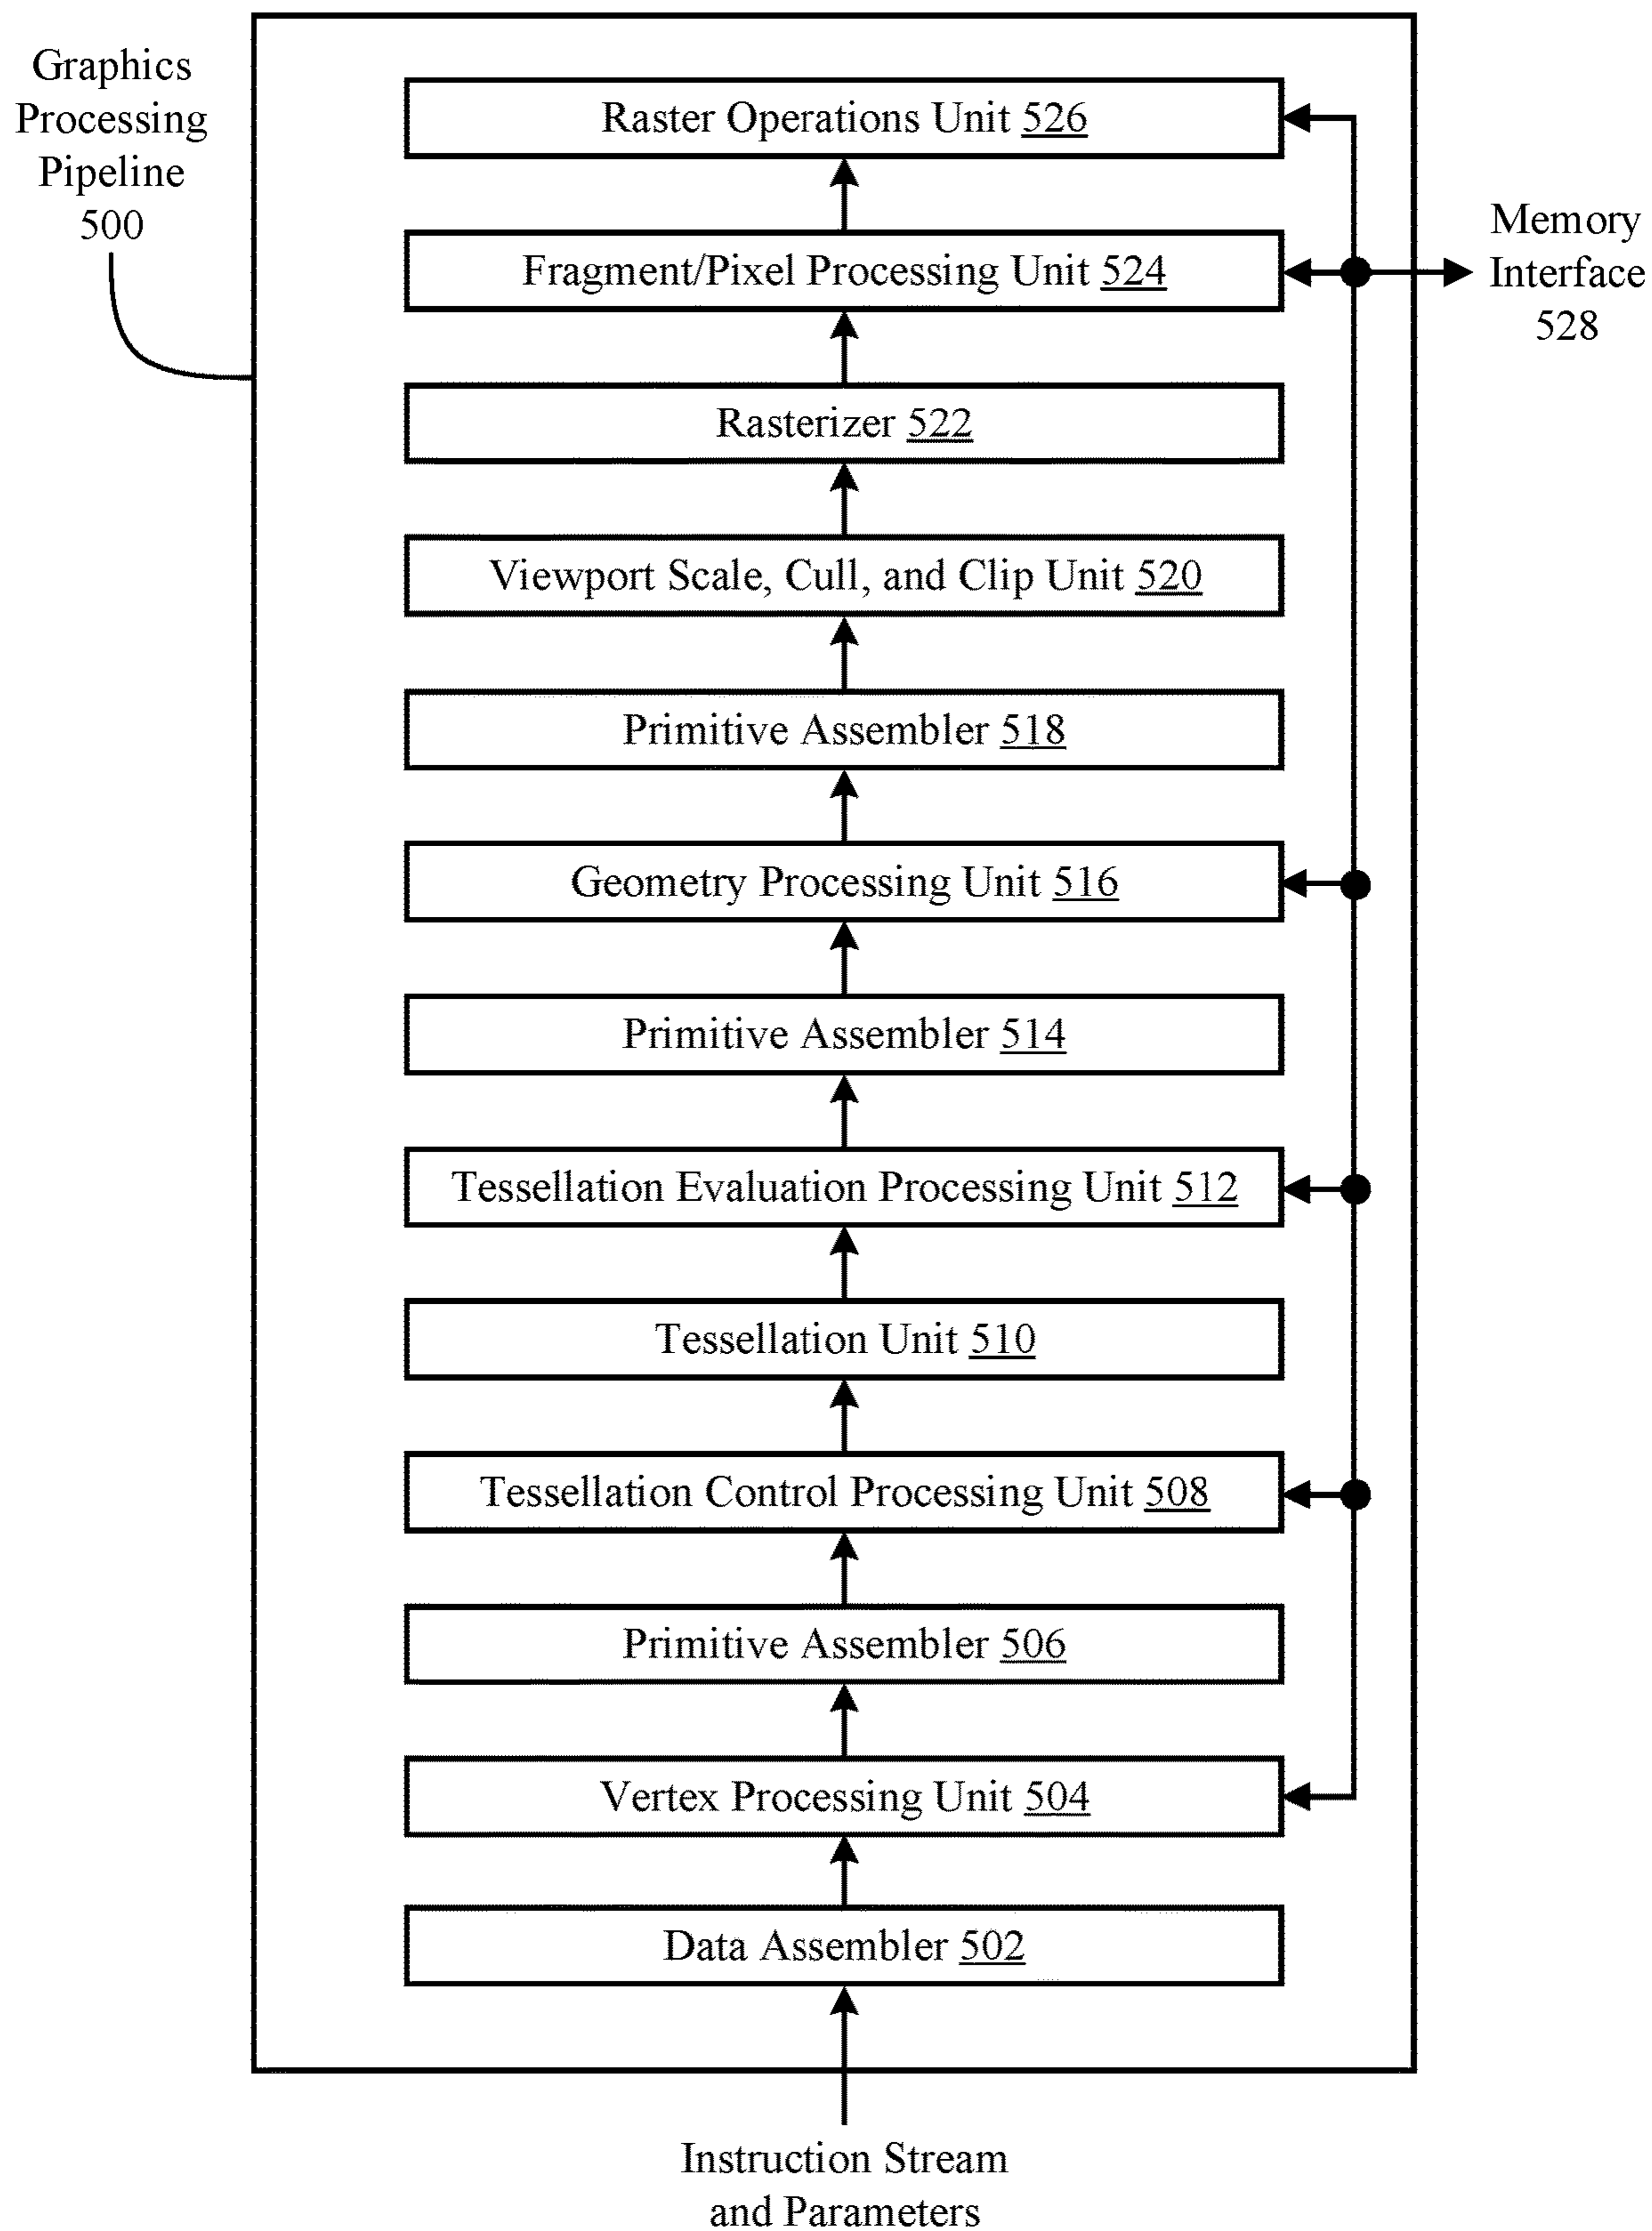 Graphics
Processing
Pipeline
500
Raster Operations Unit 526
Fragment/Pixel Processing Unit 524
Memory
Interface
528
Rasterizer 522
Viewport Scale, Cull, and Clip Unit 520
Primitive Assembler 518
Geometry Processing Unit 516
Primitive Assembler 514
Tessellation Evaluation Processing Unit 512
Tessellation Unit 510
Tessellation Control Processing Unit 508
Primitive Assembler 506
Vertex Processing Unit 504
Data Assembler 502
Instruction Stream
and Parameters